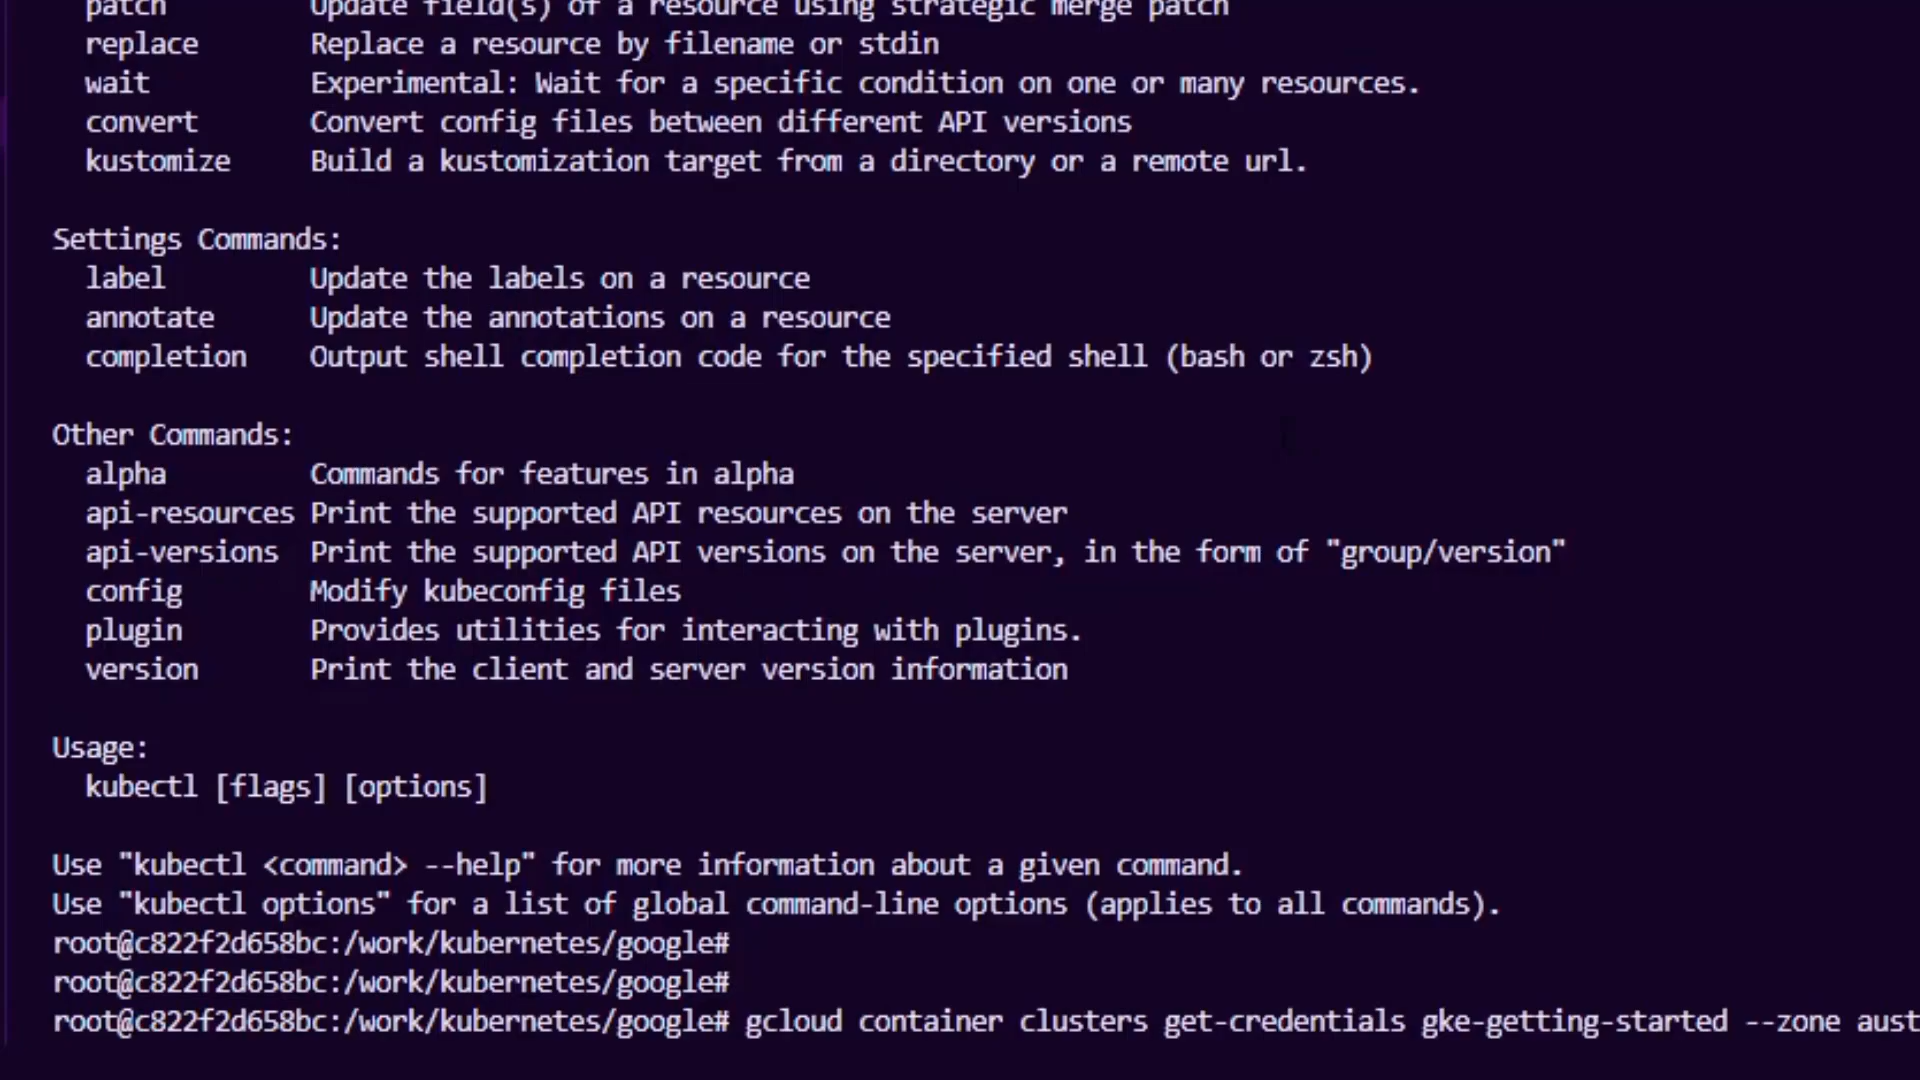 patch Update field(s) of a resource using strategic merge patch
replace Replace a resource by filename or stdin
wait Experimental: Wait for a specific condition on one or many resources.
convert Convert config files between different API versions
kustomize Build a kustomization target from a directory or a remote url.
Settings Commands:
label Update the labels on a resource
annotate Update the annotations on a resource
completion Output shell completion code for the specified shell (bash or zsh)
Other Commands:
alpha Commands for features in alpha
api-resources Print the supported API resources on the server
api-versions Print the supported API versions on the server, in the form of "group/version"
config Modify kubeconfig files
plugin Provides utilities for interacting with plugins.
version Print the client and server version information
Usage:
kubectl [flags] [options]
Use "kubectl <command> --help" for more information about a given command.
Use "kubectl options" for a list of global command-line options (applies to all commands).
root@c822f2d658bc:/work/kubernetes/google#
root@c822f2d658bc:/work/kubernetes/google#
root@c822f2d658bc:/work/kubernetes/google# gcloud container clusters get-credentials gke-getting-started --zone aust